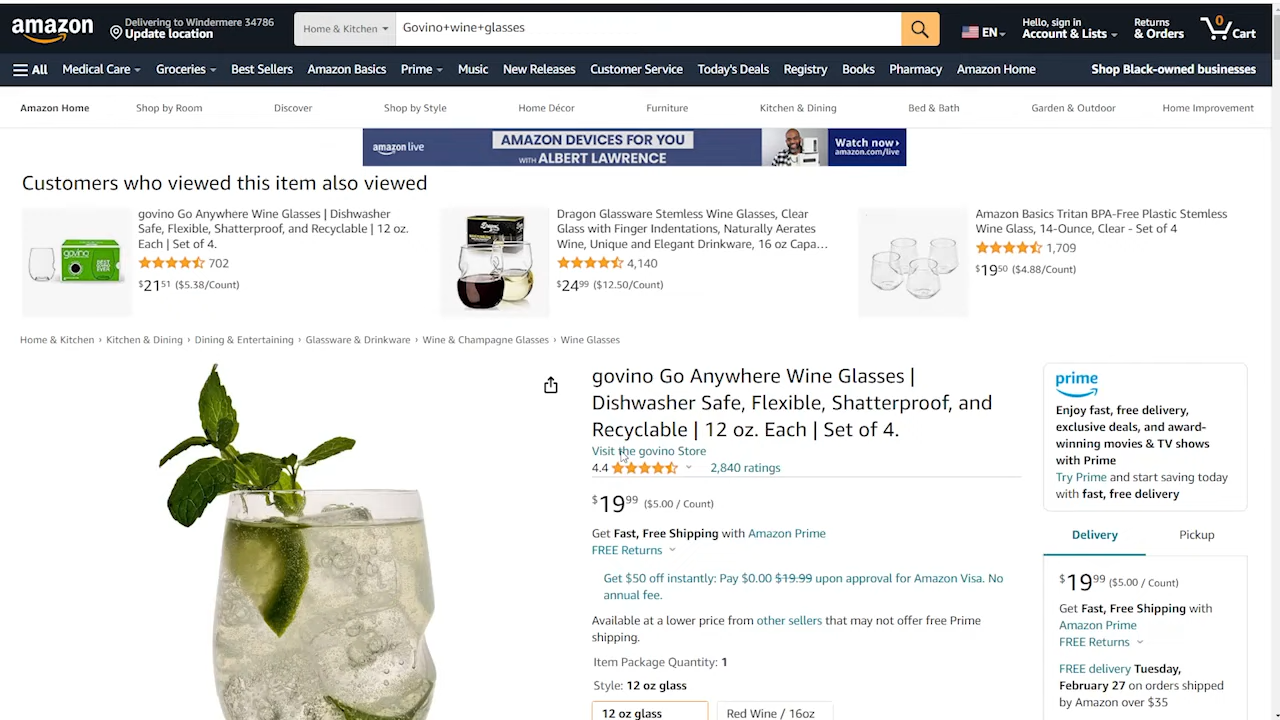 amazon
Delivering to Windermere 34786
Update location
Home & Kitchen
Govino+wine+glasses
EN
Hello, sign in
Account & Lists
Returns
& Orders
0
Cart
All
Medical Care
Groceries
Best Sellers
Amazon Basics
Prime
Music
New Releases
Customer Service
Today's Deals
Registry
Books
Pharmacy
Amazon Home
Shop Black-owned businesses
Amazon Home
Shop by Room
Discover
Shop by Style
Home Décor
Furniture
Kitchen & Dining
Bed & Bath
Garden & Outdoor
Home Improvement
amazon live
AMAZON DEVICES FOR YOU
WITH ALBERT LAWRENCE
Watch now
amazon.com/live
Customers who viewed this item also viewed
govino Go Anywhere Wine Glasses | Dishwasher
Safe, Flexible, Shatterproof, and Recyclable | 12 oz.
Each | Set of 4.
702
$21 51 ($5.38/Count)
govino
Dragon Glassware Stemless Wine Glasses, Clear
Glass with Finger Indentations, Naturally Aerates
Wine, Unique and Elegant Drinkware, 16 oz Capa…
4,140
$24 99 ($12.50/Count)
Amazon Basics Tritan BPA-Free Plastic Stemless
Wine Glass, 14-Ounce, Clear - Set of 4
1,709
$19 50 ($4.88/Count)
Home & Kitchen › Kitchen & Dining › Dining & Entertaining › Glassware & Drinkware › Wine & Champagne Glasses › Wine Glasses
govino Go Anywhere Wine Glasses |
Dishwasher Safe, Flexible, Shatterproof, and
Recyclable | 12 oz. Each | Set of 4.
Visit the govino Store
4.4
2,840 ratings
$19 99 ($5.00 / Count)
Get Fast, Free Shipping with Amazon Prime
FREE Returns
Get $50 off instantly: Pay $0.00 $19.99 upon approval for Amazon Visa. No
annual fee.
Available at a lower price from other sellers that may not offer free Prime
shipping.
Item Package Quantity: 1
Style: 12 oz glass
12 oz glass
Red Wine / 16oz
prime
Enjoy fast, free delivery,
exclusive deals, and award-
winning movies & TV shows
with Prime
Try Prime and start saving today
with fast, free delivery
Delivery
Pickup
$19 99 ($5.00 / Count)
Get Fast, Free Shipping with
Amazon Prime
FREE Returns
FREE delivery Tuesday,
February 27 on orders shipped
by Amazon over $35